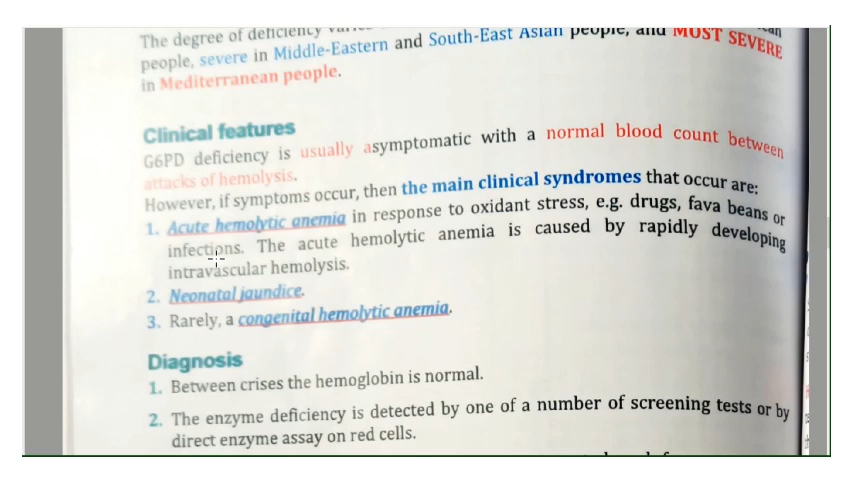 The degree of deficiency
people, severe in Middle-Eastern and South-East Asian people, and MOST SEVERE
in Mediterranean people.
Clinical features
G6PD deficiency is usually asymptomatic with a normal blood count between
attacks of hemolysis.
However, if symptoms occur, then the main clinical syndromes that occur are:
1. Acute hemolytic anemia in response to oxidant stress, e.g. drugs, fava beans or
infections. The acute hemolytic anemia is caused by rapidly developing
intravascular hemolysis.
2. Neonatal jaundice.
3. Rarely, a congenital hemolytic anemia.
Diagnosis
1. Between crises the hemoglobin is normal.
2. The enzyme deficiency is detected by one of a number of screening tests or by
direct enzyme assay on red cells.